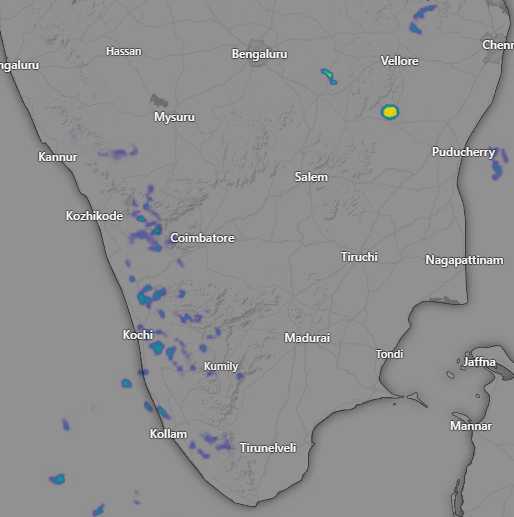 Hassan
Bengaluru
Chenn
ngaluru
Vellore
Mysuru
Kannur
Puducherry
Salem
Kozhikode
Coimbatore
Tiruchi
Nagapattinam
Kochi
Madurai
Tondi
Kumily
Jaffna
Kollam
Mannar
Tirunelveli